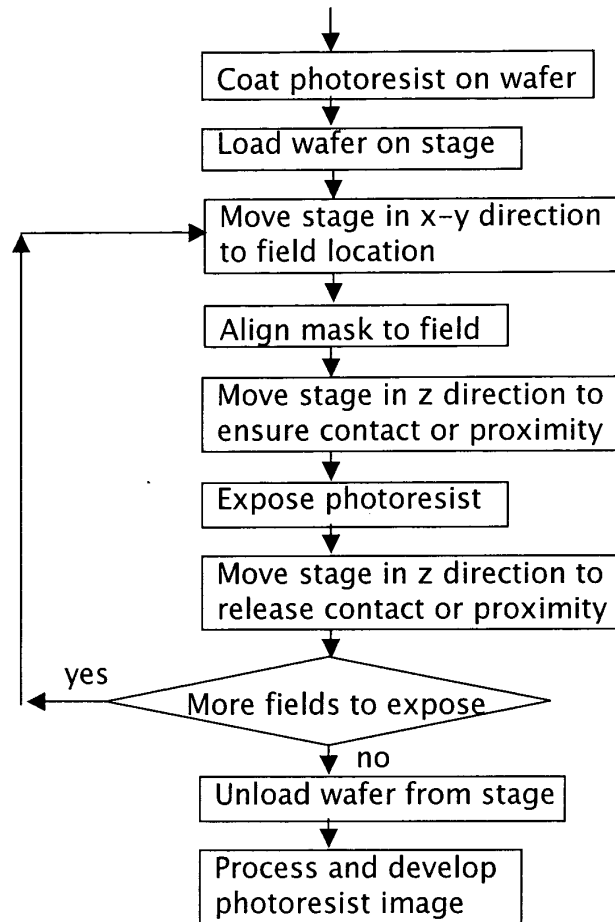 Coat photoresist on wafer
Load wafer on stage
Move stage in x-y direction
to field location
Align mask to field
Move stage in z direction to
ensure contact or proximity
Expose photoresist
Move stage in z direction to
release contact or proximity
yes
More fields to expose
no
Unload wafer from stage
Process and develop
photoresist image